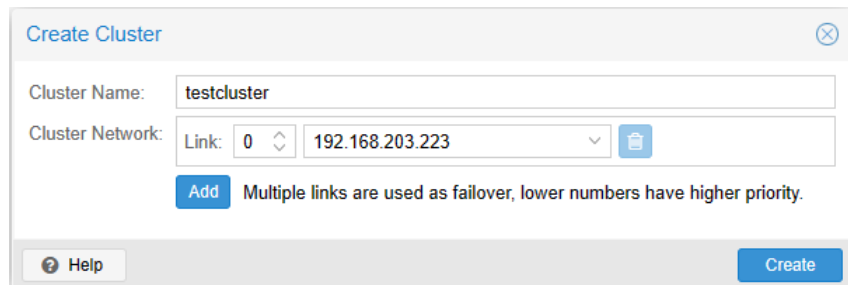 Create Cluster
Cluster Name: testcluster
Cluster Network: Link: 0 192.168.203.223
Add Multiple links are used as failover, lower numbers have higher priority.
Help Create